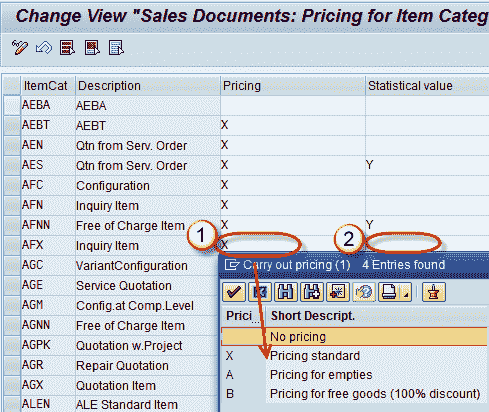 Change View "Sales Documents: Pricing for Item Categ
ItemCat Description Pricing Statistical value
AEBA AEBA
AEBT AEBT X
AEN Qtn from Serv. Order X
AES Qtn from Serv. Order X Y
AFC Configuration X
AFN Inquiry Item X
AFNN Free of Charge Item X Y
AFX Inquiry Item X
1
2
AGC VariantConfiguration
AGE Service Quotation
AGM Config.at Comp.Level
AGNN Free of Charge Item
AGPK Quotation w.Project
AGR Repair Quotation
AGX Quotation Item
ALEN ALE Standard Item
Carry out pricing (1) 4 Entries found
Prici... Short Descript.
No pricing
X Pricing standard
A Pricing for empties
B Pricing for free goods (100% discount)